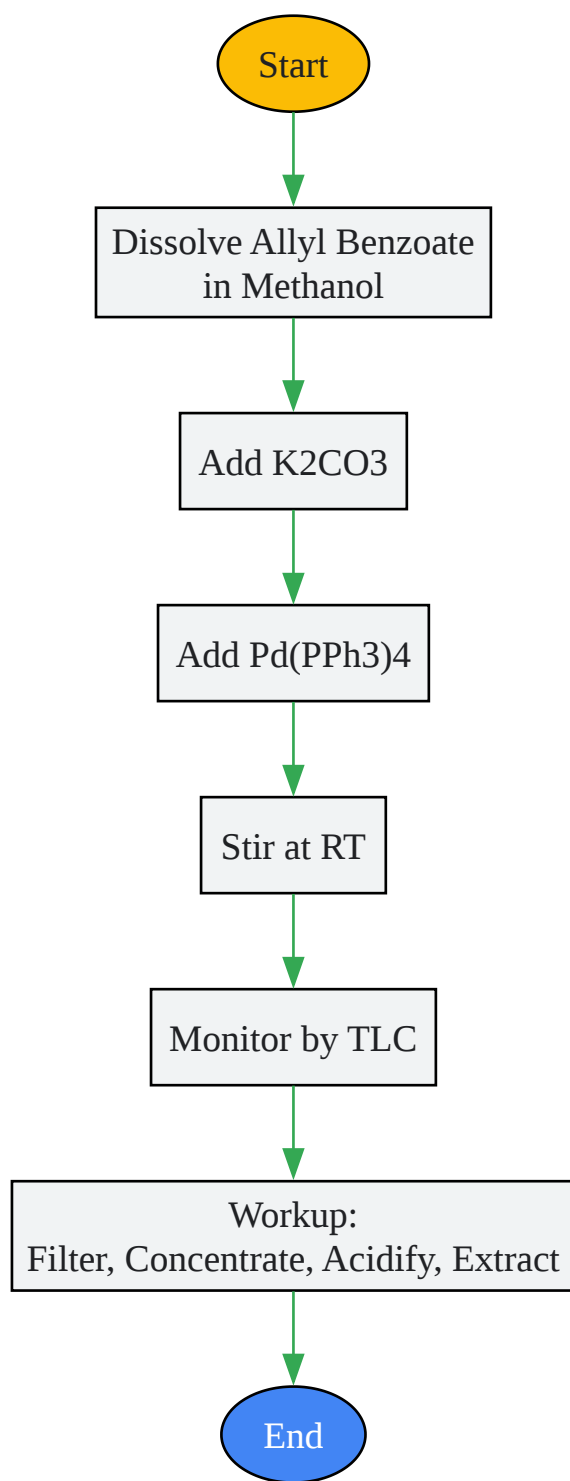 Start
Dissolve Allyl Benzoate
in Methanol
Add K2CO3
Add Pd(PPh3)4
Stir at RT
Monitor by TLC
Workup:
Filter, Concentrate, Acidify, Extract
End